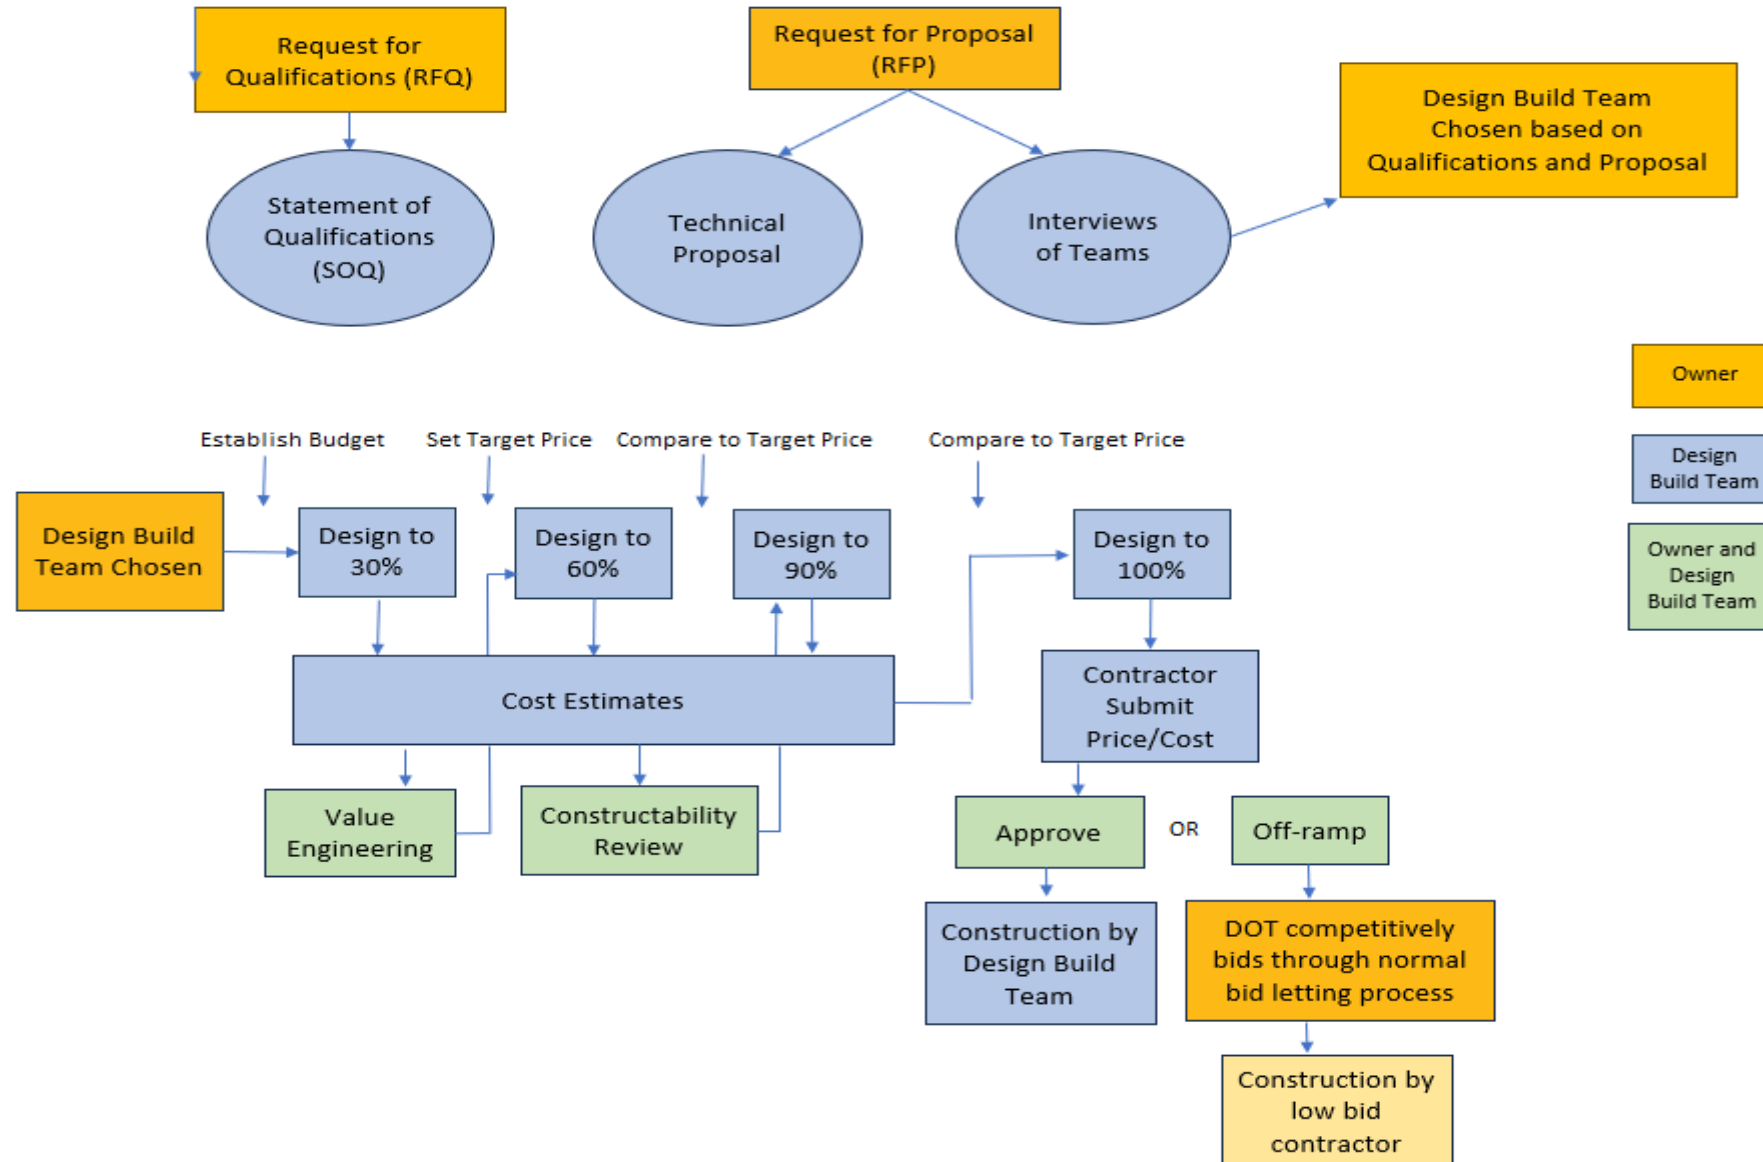 Request for
Qualifications (RFQ)
Request for Proposal
(RFP)
Design Build Team
Chosen based on
Qualifications and Proposal
Statement of
Qualifications
(SOQ)
Technical
Proposal
Interviews
of Teams
Owner
Design
Build Team
Owner and
Design
Build Team
Establish Budget
Set Target Price
Compare to Target Price
Compare to Target Price
Design Build
Team Chosen
Design to
30%
Design to
60%
Design to
90%
Design to
100%
Cost Estimates
Contractor
Submit
Price/Cost
Value
Engineering
Constructability
Review
Approve
OR
Off-ramp
Construction by
Design Build
Team
DOT competitively
bids through normal
bid letting process
Construction by
low bid
contractor